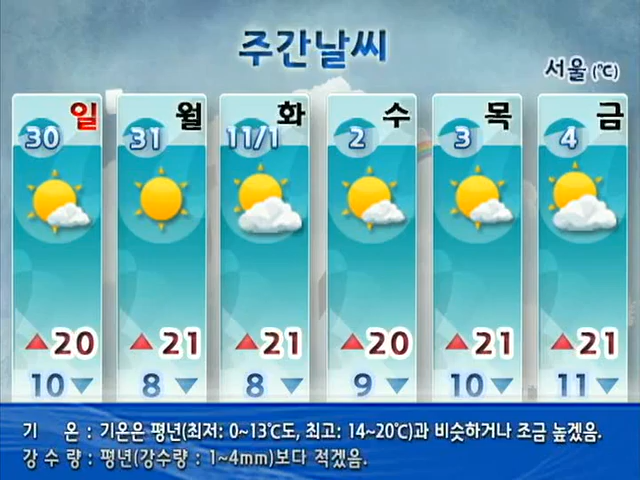 주간날씨
서울 (℃)
일 월 화 수 목 금
30 31 11/1 2 3 4
▲20 ▲21 ▲21 ▲20 ▲21 ▲21
10▼ 8▼ 8▼ 9▼ 10▼ 11▼
기 온 : 기온은 평년(최저: 0~13℃도, 최고: 14~20℃)과 비슷하거나 조금 높겠음.
강 수 량 : 평년(강수량 : 1~4mm)보다 적겠음.